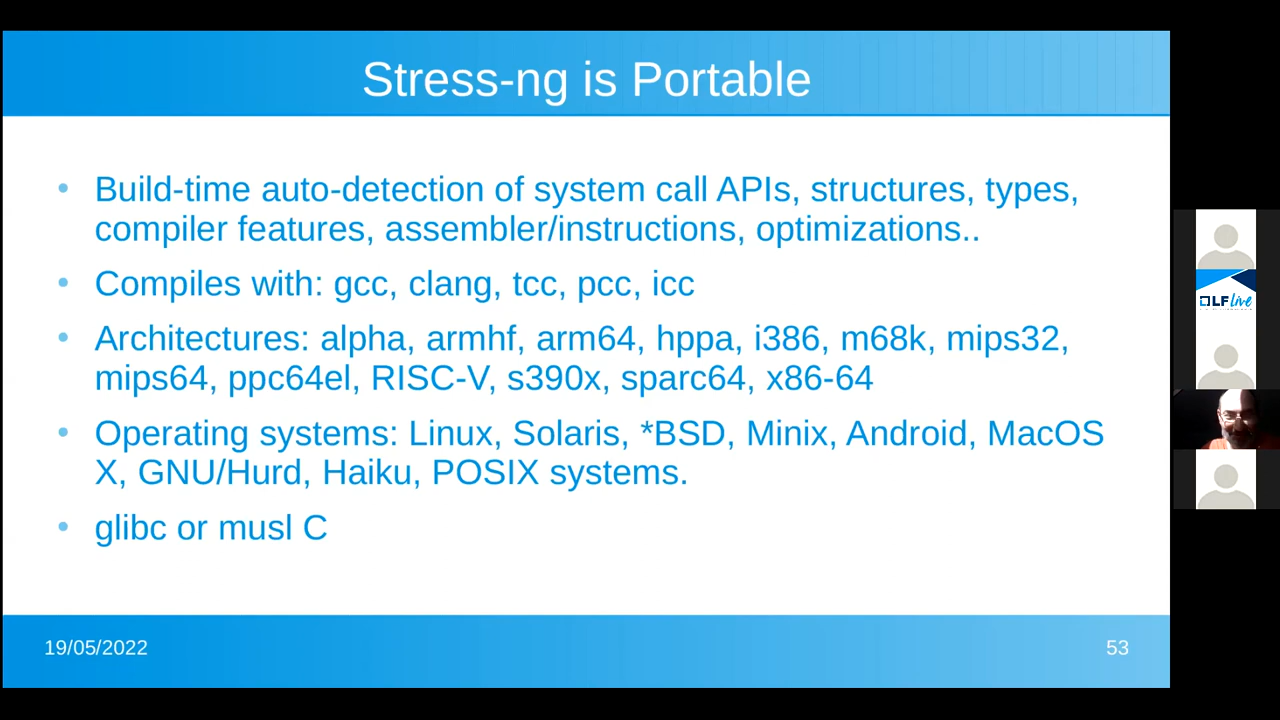 Stress-ng is Portable
• Build-time auto-detection of system call APIs, structures, types,
compiler features, assembler/instructions, optimizations..
• Compiles with: gcc, clang, tcc, pcc, icc
• Architectures: alpha, armhf, arm64, hppa, i386, m68k, mips32,
mips64, ppc64el, RISC-V, s390x, sparc64, x86-64
• Operating systems: Linux, Solaris, *BSD, Minix, Android, MacOS
X, GNU/Hurd, Haiku, POSIX systems.
• glibc or musl C
19/05/2022
53
LF live